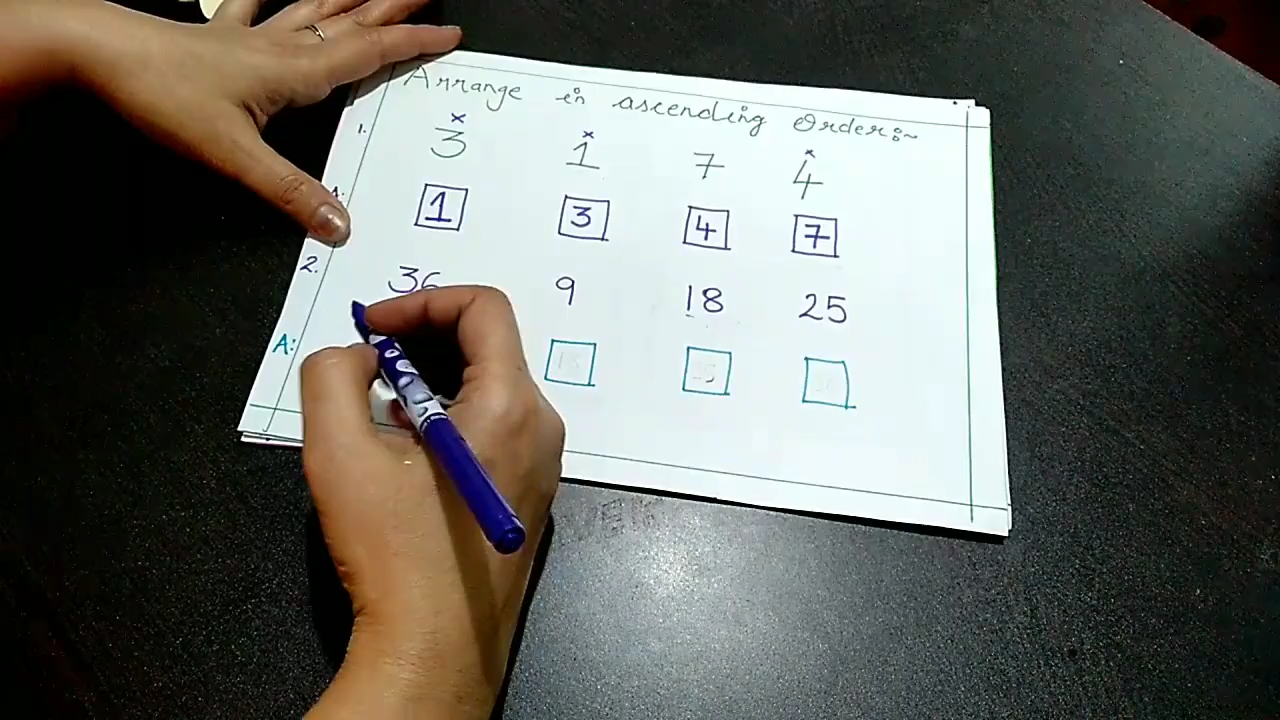 Arrange in ascending order:~
1. 3 1 7 4
A: 1 3 4 7
2. 36 9 18 25
A: